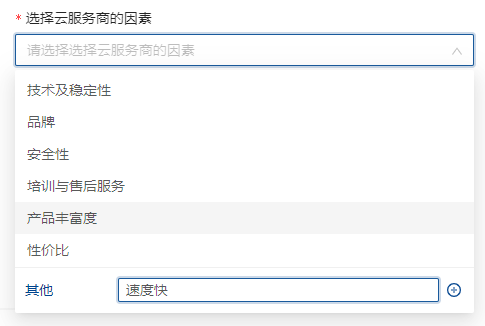 * 选择云服务商的因素
请选择选择云服务商的因素
技术及稳定性
品牌
安全性
培训与售后服务
产品丰富度
性价比
其他 速度快